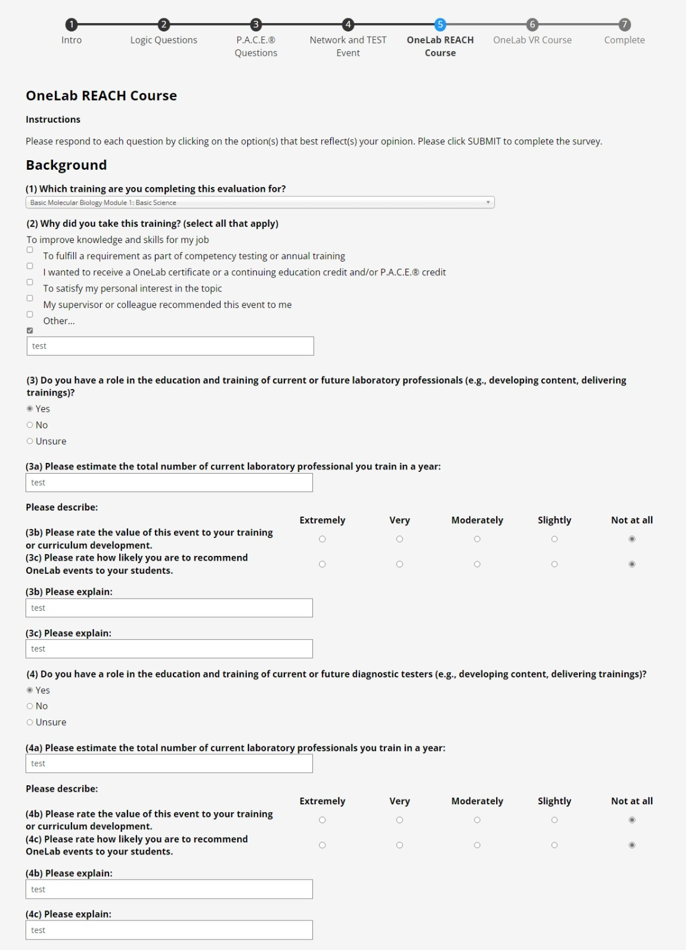 1 2 3 4 5 6 7
Intro Logic Questions P.A.C.E.® Network and TEST OneLab REACH OneLab VR Course Complete
Questions Event Course
OneLab REACH Course
Instructions
Please respond to each question by clicking on the option(s) that best reflect(s) your opinion. Please click SUBMIT to complete the survey.
Background
(1) Which training are you completing this evaluation for?
Basic Molecular Biology Module 1: Basic Science
(2) Why did you take this training? (select all that apply)
To improve knowledge and skills for my job
To fulfill a requirement as part of competency testing or annual training
I wanted to receive a OneLab certificate or a continuing education credit and/or P.A.C.E.® credit
To satisfy my personal interest in the topic
My supervisor or colleague recommended this event to me
Other...
test
(3) Do you have a role in the education and training of current or future laboratory professionals (e.g., developing content, delivering
trainings)?
Yes
No
Unsure
(3a) Please estimate the total number of current laboratory professional you train in a year:
test
Please describe:
Extremely Very Moderately Slightly Not at all
(3b) Please rate the value of this event to your training
or curriculum development.
(3c) Please rate how likely you are to recommend
OneLab events to your students.
(3b) Please explain:
test
(3c) Please explain:
test
(4) Do you have a role in the education and training of current or future diagnostic testers (e.g., developing content, delivering trainings)?
Yes
No
Unsure
(4a) Please estimate the total number of current laboratory professionals you train in a year:
test
Please describe:
Extremely Very Moderately Slightly Not at all
(4b) Please rate the value of this event to your training
or curriculum development.
(4c) Please rate how likely you are to recommend
OneLab events to your students.
(4b) Please explain:
test
(4c) Please explain:
test